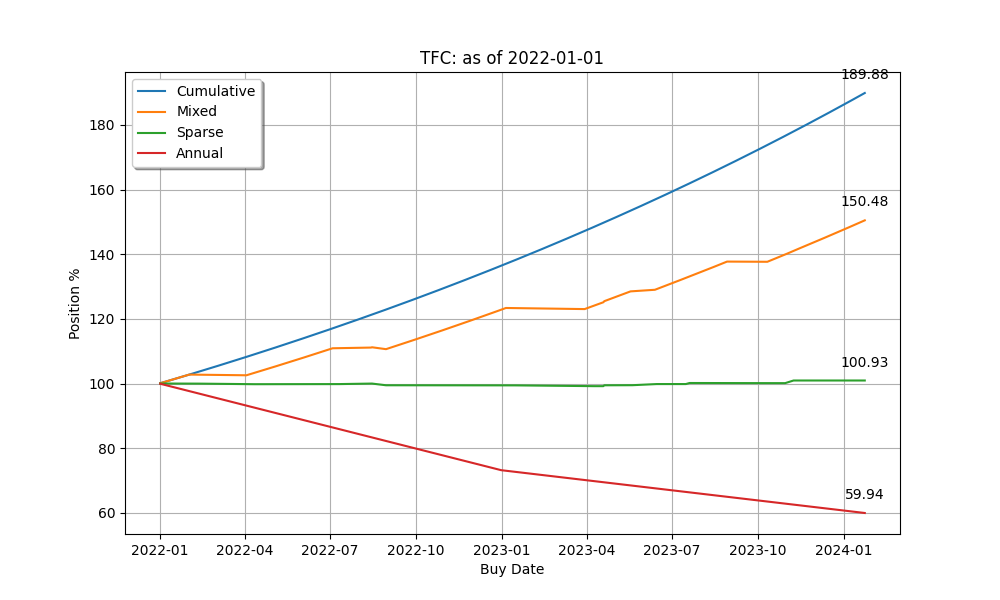 TFC: as of 2022-01-01
Cumulative
Mixed
Sparse
Annual
189.88
150.48
100.93
59.94
Position %
180
160
140
120
100
80
60
2022-01 2022-04 2022-07 2022-10 2023-01 2023-04 2023-07 2023-10 2024-01
Buy Date